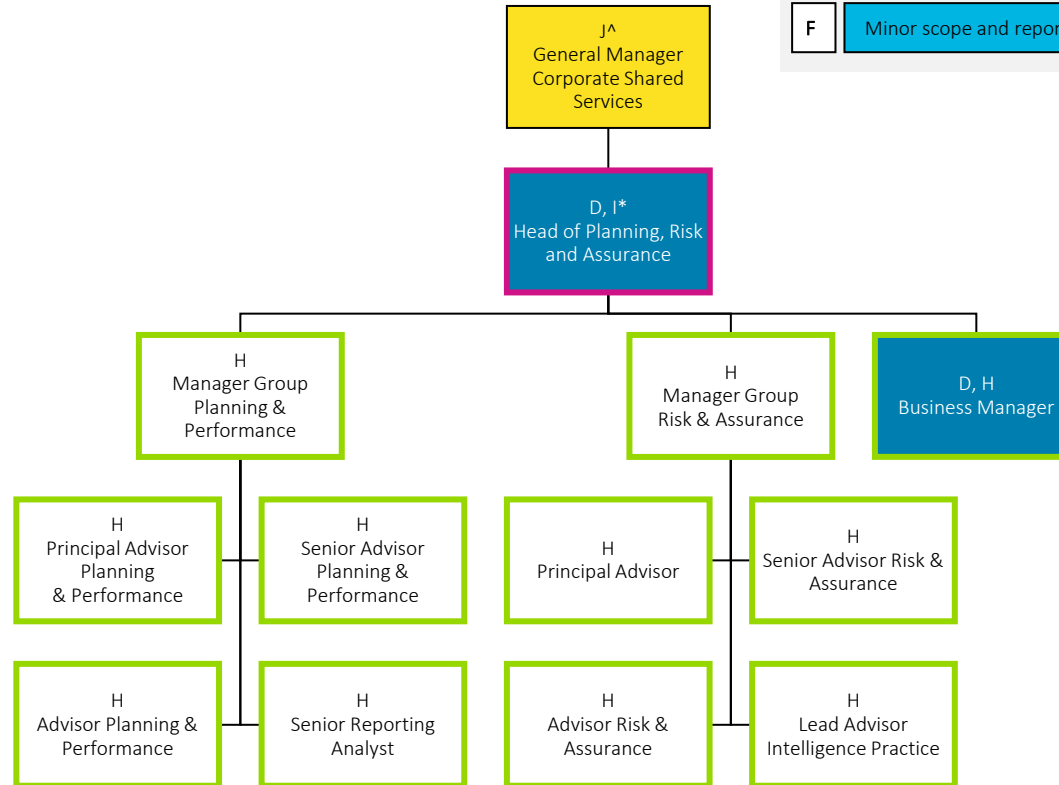 F
Minor scope and
J^
General Manager
Corporate Shared
Services
D, I*
Head of Planning, Risk
and Assurance
H
Manager Group
Planning &
Performance
H
Manager Group
Risk & Assurance
D, H
Business Manager
H
Principal Advisor
Planning
& Performance
H
Senior Advisor
Planning &
Performance
H
Principal Advisor
H
Senior Advisor Risk &
Assurance
H
Advisor Planning &
Performance
H
Senior Reporting
Analyst
H
Advisor Risk &
Assurance
H
Lead Advisor
Intelligence Practice